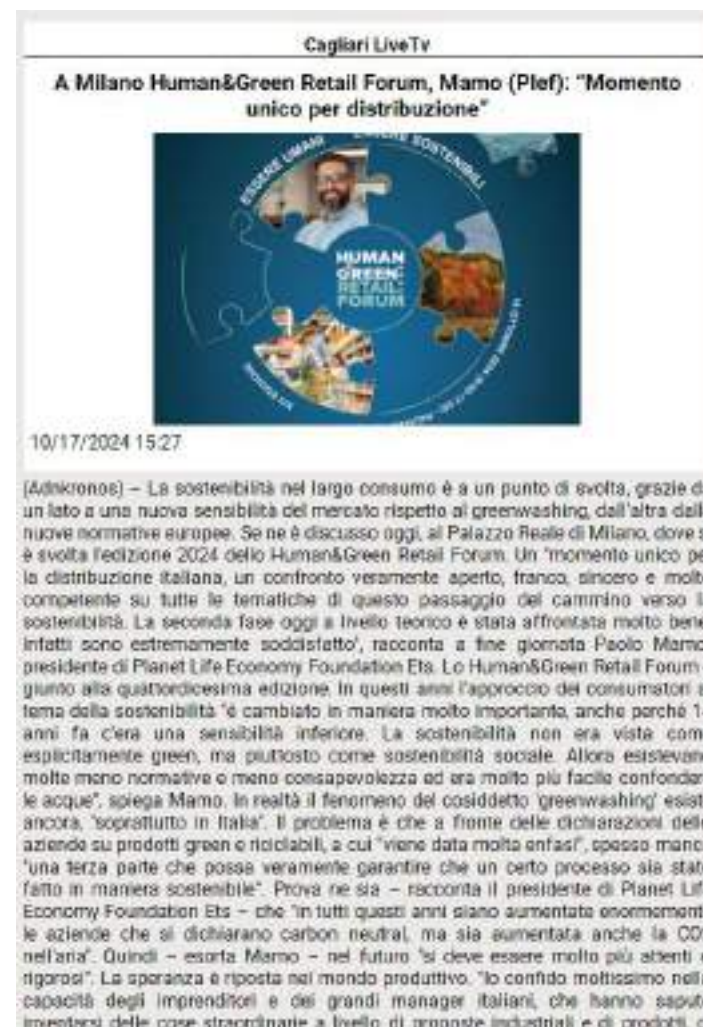 Cagliari LiveTv
A Milano Human&Green Retail Forum, Mamo (Plef): “Momento
unico per distribuzione”
ESSERE UMANI
ESSERE SOSTENIBILI
HUMAN
GREEN
RETAIL
FORUM
XIV EDIZIONE
10/17/2024 15:27
(Adnkronos) – La sostenibilità nel largo consumo è a un punto di svolta, grazie d
un lato a una nuova sensibilità del mercato rispetto al greenwashing, dall'altra dall
nuove normative europee. Se ne è discusso oggi, al Palazzo Reale di Milano, dove s
è svolta l'edizione 2024 dello Human&Green Retail Forum. Un “momento unico pe
la distribuzione italiana, un confronto veramente aperto, franco, sincero e molt
competente su tutte le tematiche di questo passaggio del cammino verso l
sostenibilità. La seconda fase oggi a livello teorico è stata affrontata molto bene
infatti sono estremamente soddisfatto”, racconta a fine giornata Paolo Mamo
presidente di Planet Life Economy Foundation Ets. Lo Human&Green Retail Forum
giunto alla quattordicesima edizione. In questi anni l'approccio dei consumatori a
tema della sostenibilità “è cambiato in maniera molto importante, anche perché 1
anni fa c'era una sensibilità inferiore. La sostenibilità non era vista com
esplicitamente green, ma piuttosto come sostenibilità sociale. Allora esistevan
molte meno normative e meno consapevolezza ed era molto più facile confonder
le acque”, spiega Mamo. In realtà il fenomeno del cosiddetto 'greenwashing' esist
ancora, “soprattutto in Italia”. Il problema è che a fronte delle dichiarazioni dell
aziende su prodotti green e riciclabili, a cui “viene data molta enfasi”, spesso manc
“una terza parte che possa veramente garantire che un certo processo sia stat
fatto in maniera sostenibile”. Prova ne sia – racconta il presidente di Planet Lif
Economy Foundation Ets – che “in tutti questi anni siano aumentate enormement
le aziende che si dichiarano carbon neutral, ma sia aumentata anche la CO
nell'aria”. Quindi – esorta Mamo – nel futuro “si deve essere molto più attenti e
rigorosi”. La speranza è riposta nel mondo produttivo. “Io confido moltissimo nell
capacità degli imprenditori e dei grandi manager italiani, che hanno saput
inventarsi delle cose straordinarie a livello di proposte industriali e di prodotti, d